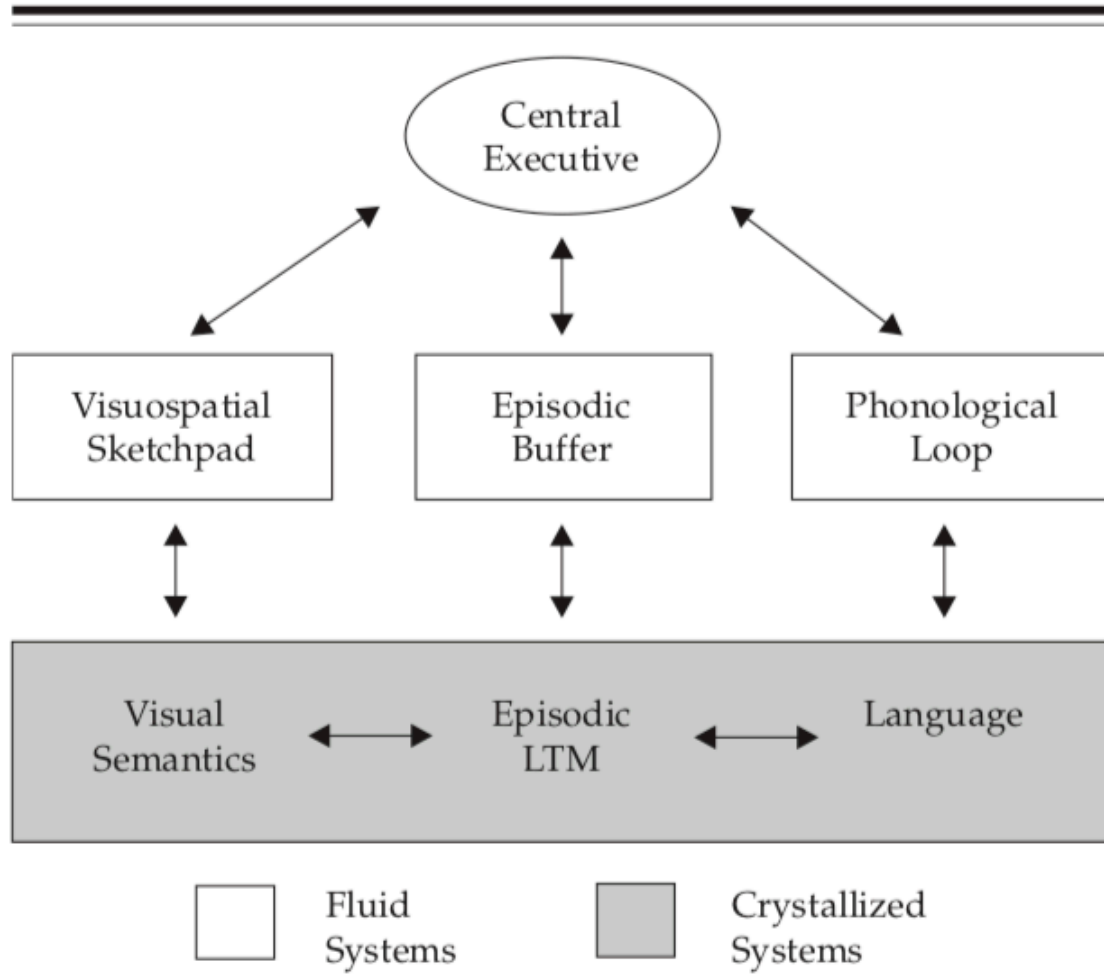 Central
Executive
Visuospatial
Sketchpad
Episodic
Buffer
Phonological
Loop
Visual
Semantics
Episodic
LTM
Language
Fluid
Systems
Crystallized
Systems